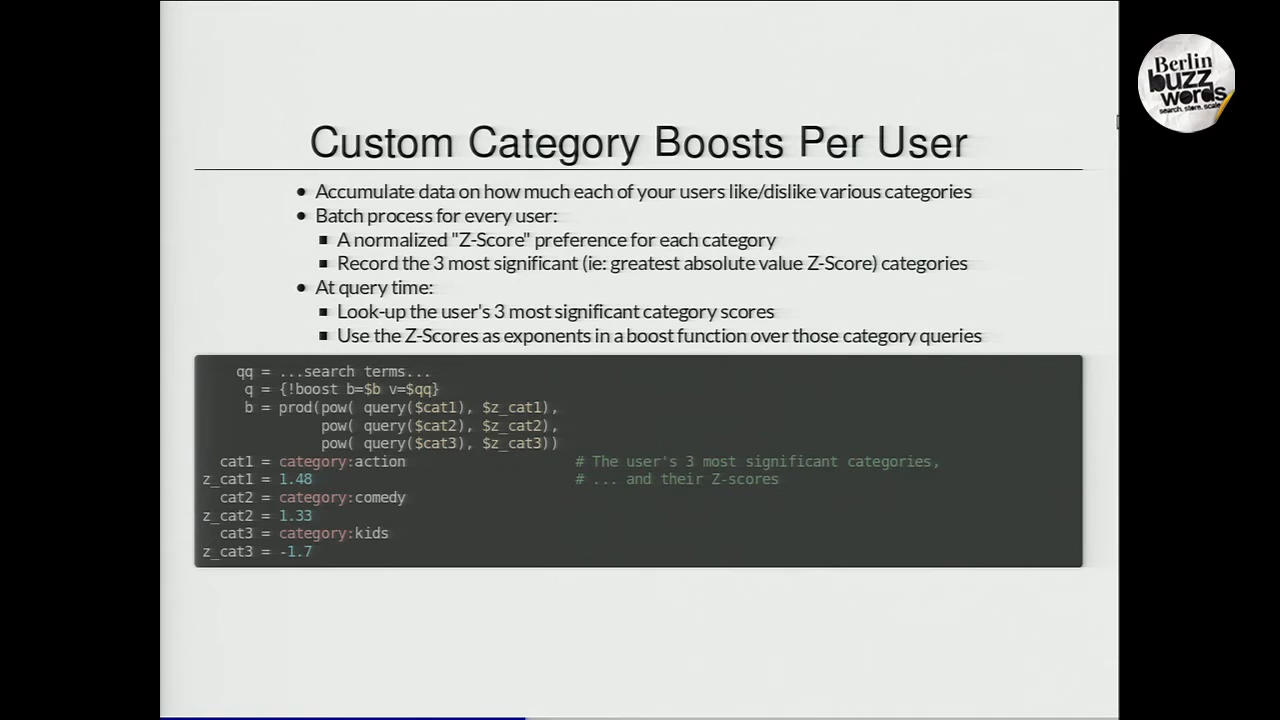 Berlin
buzz
words
search. store. scale.
Custom Category Boosts Per User
• Accumulate data on how much each of your users like/dislike various categories
• Batch process for every user:
▪ A normalized "Z-Score" preference for each category
▪ Record the 3 most significant (ie: greatest absolute value Z-Score) categories
• At query time:
▪ Look-up the user's 3 most significant category scores
▪ Use the Z-Scores as exponents in a boost function over those category queries
qq = ...search terms...
q = {!boost b=$b v=$qq}
b = prod(pow( query($cat1), $z_cat1),
pow( query($cat2), $z_cat2),
pow( query($cat3), $z_cat3))
cat1 = category:action # The user's 3 most significant categories,
z_cat1 = 1.48 # ... and their Z-scores
cat2 = category:comedy
z_cat2 = 1.33
cat3 = category:kids
z_cat3 = -1.7